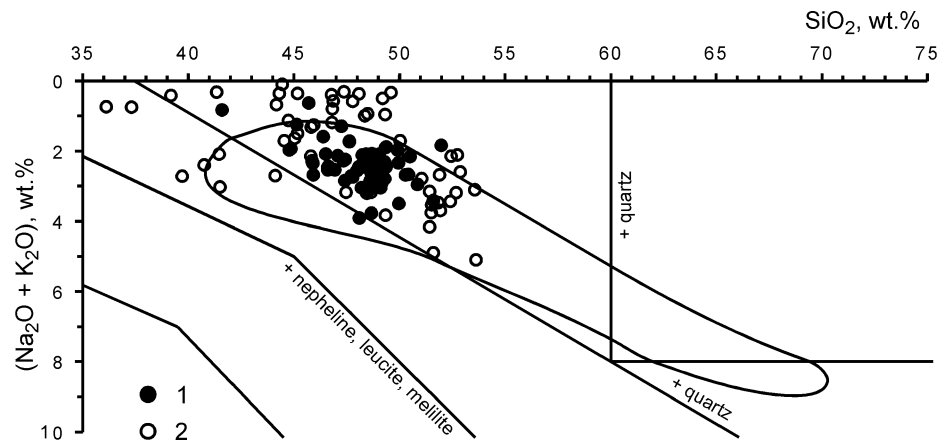 SiO2, wt.%
35 40 45 50 55 60 65 70 75
0
2
4
6
8
10
(Na2O + K2O), wt.%
+ quartz
+ nepheline, leucite, melilite
+ quartz
1
2